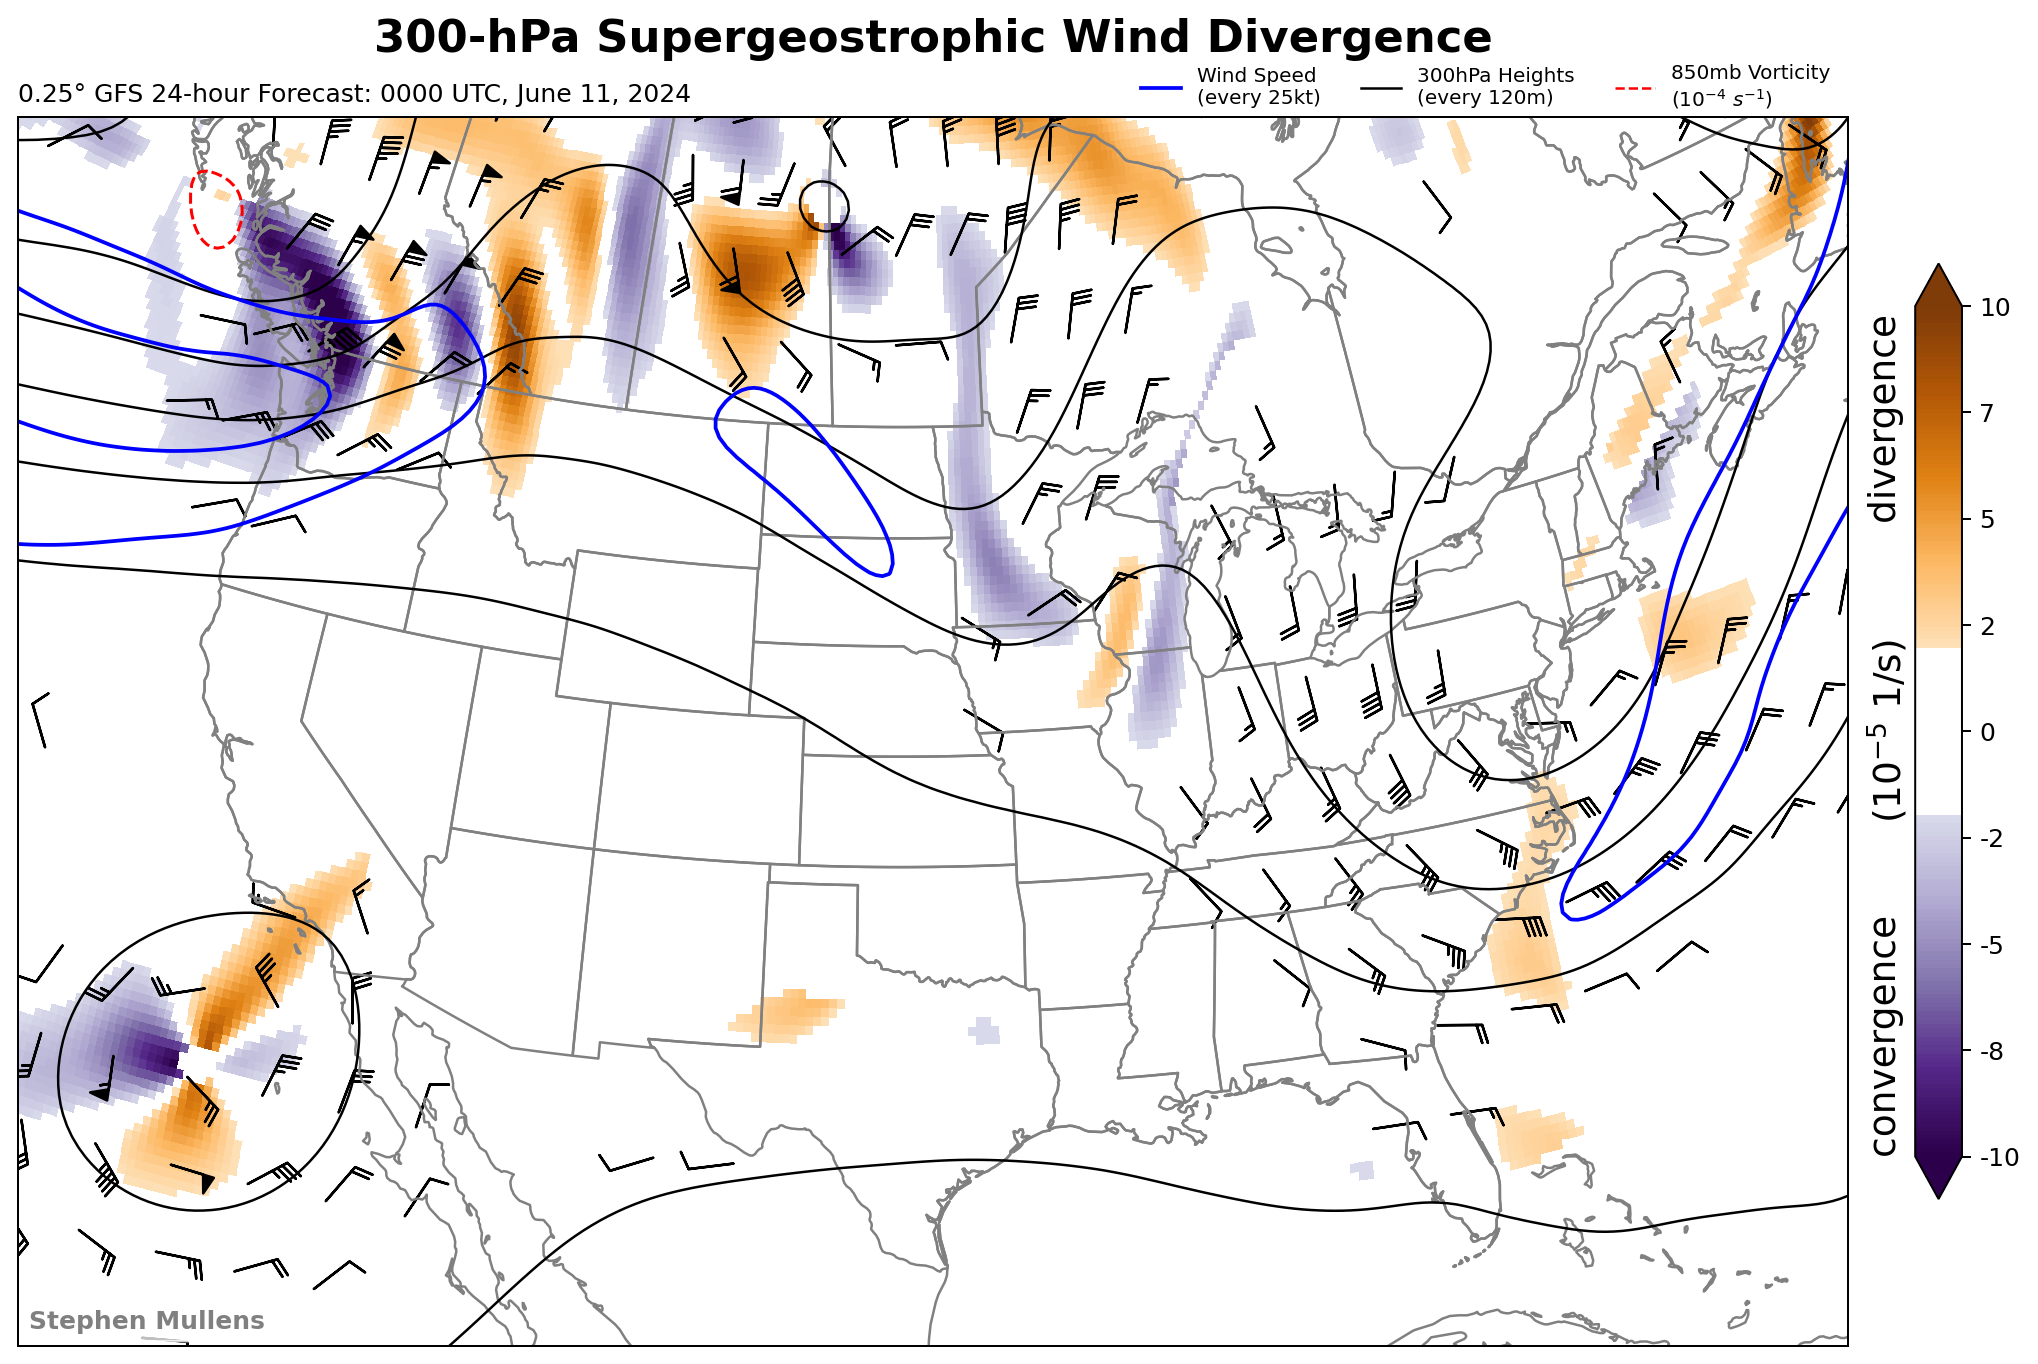 300-hPa Supergeostrophic Wind Divergence
0.25° GFS 24-hour Forecast: 0000 UTC, June 11, 2024
Wind Speed
(every 25kt)
300hPa Heights
(every 120m)
850mb Vorticity
(10⁻⁴ s⁻¹)
10
7
5
2
0
-2
-5
-8
-10
convergence (10⁻⁵ 1/s) divergence
Stephen Mullens